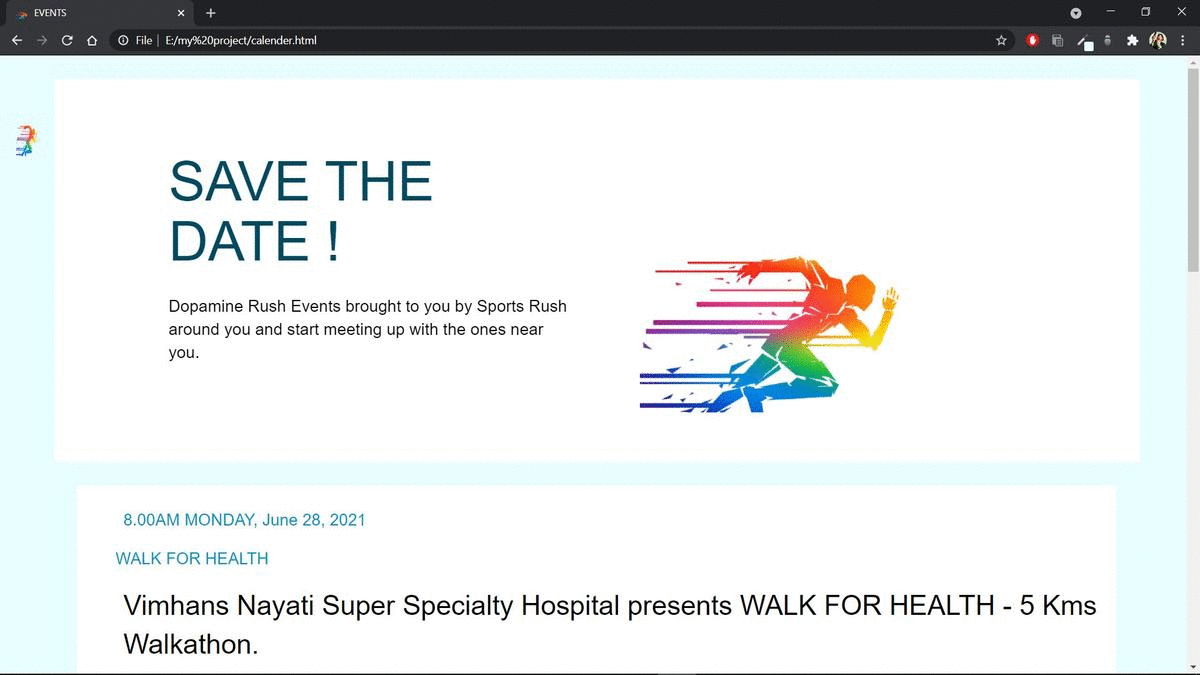 EVENTS
File | E:/my%20project/calender.html
SAVE THE
DATE !
Dopamine Rush Events brought to you by Sports Rush
around you and start meeting up with the ones near
you.
8.00AM MONDAY, June 28, 2021
WALK FOR HEALTH
Vimhans Nayati Super Specialty Hospital presents WALK FOR HEALTH - 5 Kms
Walkathon.